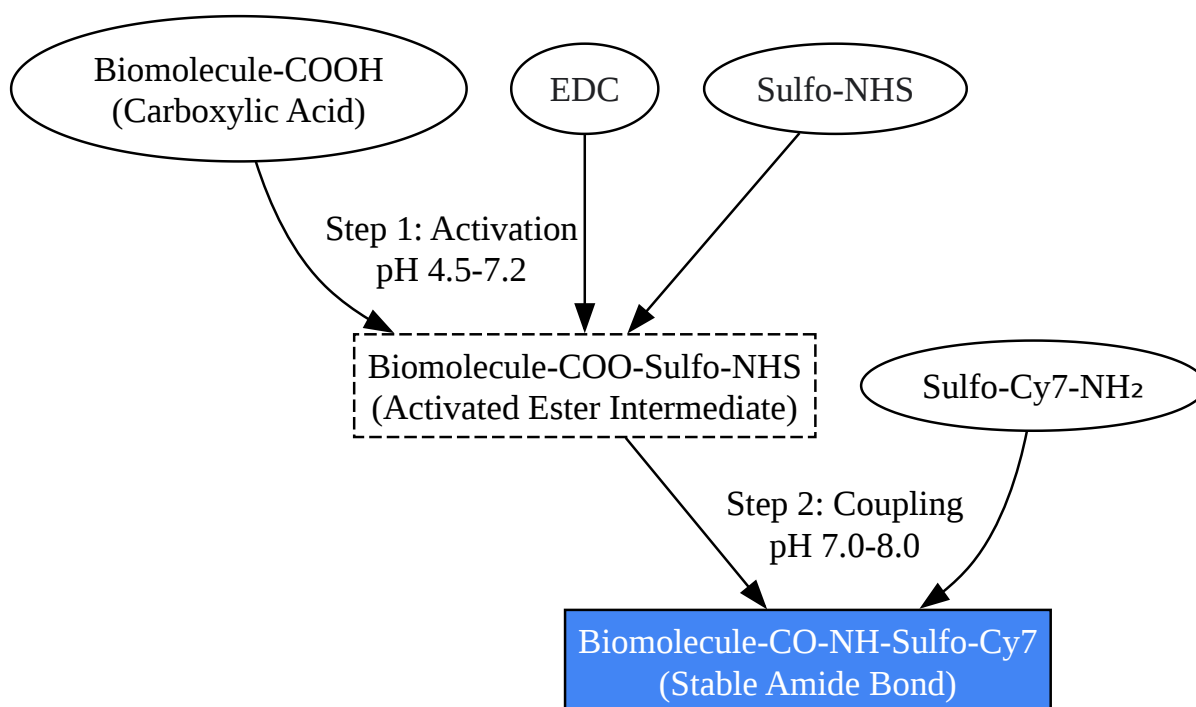 Biomolecule-COOH
(Carboxylic Acid)
EDC
Sulfo-NHS
Step 1: Activation
pH 4.5-7.2
Biomolecule-COO-Sulfo-NHS
(Activated Ester Intermediate)
Sulfo-Cy7-NH₂
Step 2: Coupling
pH 7.0-8.0
Biomolecule-CO-NH-Sulfo-Cy7
(Stable Amide Bond)